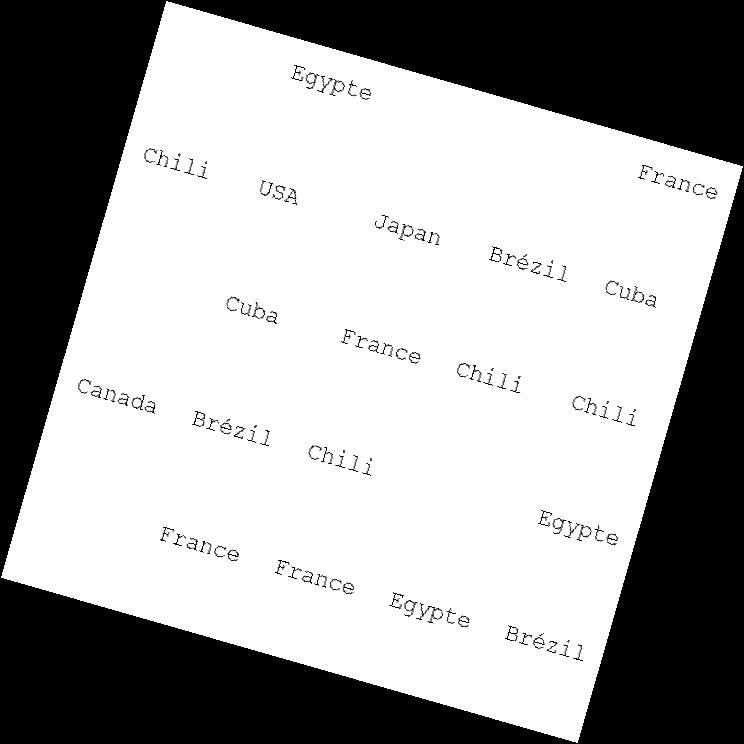 Egypte France
Chili USA Japan Brézil Cuba
Cuba France Chili Chili
Canada Brézil Chili Egypte
France France Egypte Brézil